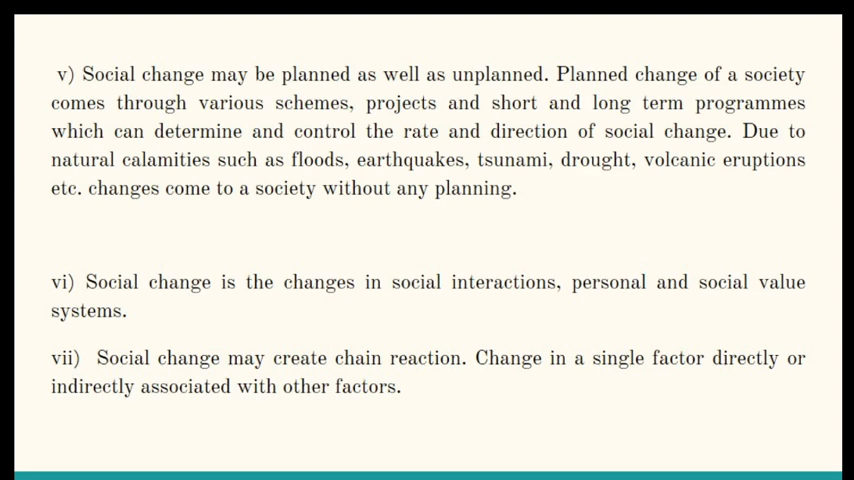 v) Social change may be planned as well as unplanned. Planned change of a society
comes through various schemes, projects and short and long term programmes
which can determine and control the rate and direction of social change. Due to
natural calamities such as floods, earthquakes, tsunami, drought, volcanic eruptions
etc. changes come to a society without any planning.
vi) Social change is the changes in social interactions, personal and social value
systems.
vii) Social change may create chain reaction. Change in a single factor directly or
indirectly associated with other factors.